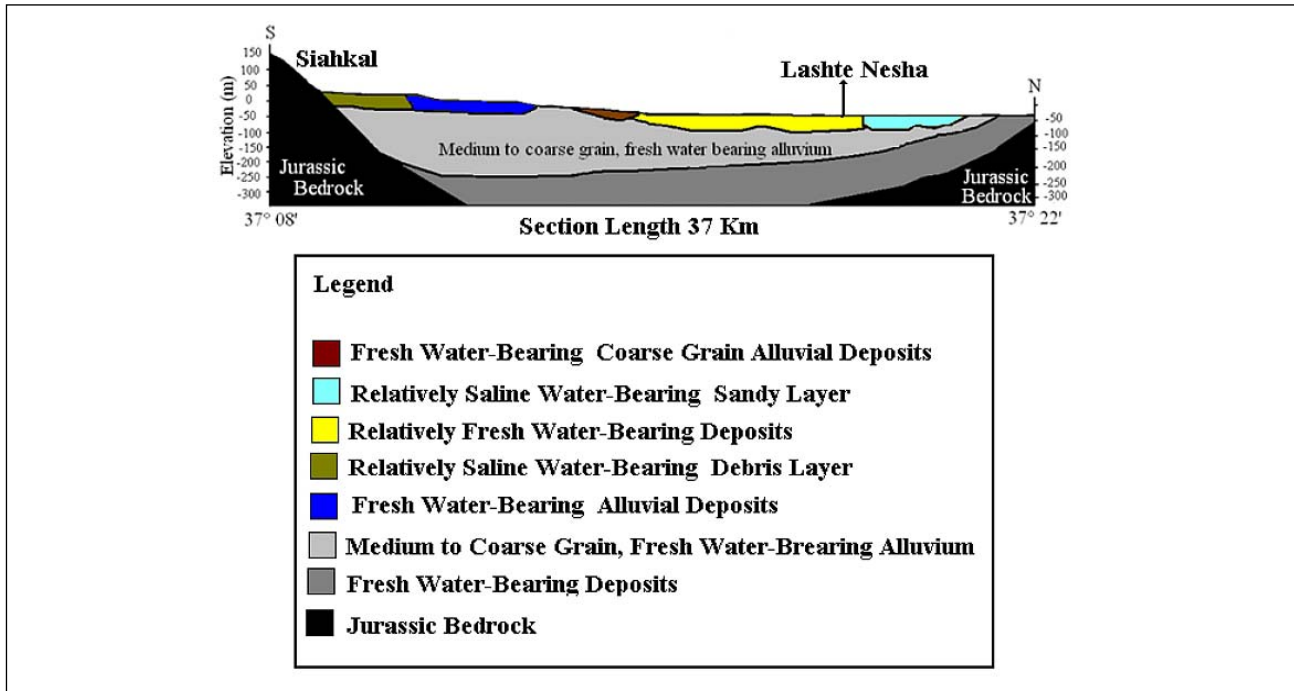 S
Siahkal
Lashte Nesha
N
Elevation (m)
150
100
50
0
-50
-100
-150
-200
-250
-300
-50
-100
-150
-200
-250
-300
Medium to coarse grain, fresh water bearing alluvium
Jurassic
Bedrock
Jurassic
Bedrock
37° 08'
Section Length 37 Km
37° 22'
Legend
Fresh Water-Bearing Coarse Grain Alluvial Deposits
Relatively Saline Water-Bearing Sandy Layer
Relatively Fresh Water-Bearing Deposits
Relatively Saline Water-Bearing Debris Layer
Fresh Water-Bearing Alluvial Deposits
Medium to Coarse Grain, Fresh Water-Brearing Alluvium
Fresh Water-Bearing Deposits
Jurassic Bedrock